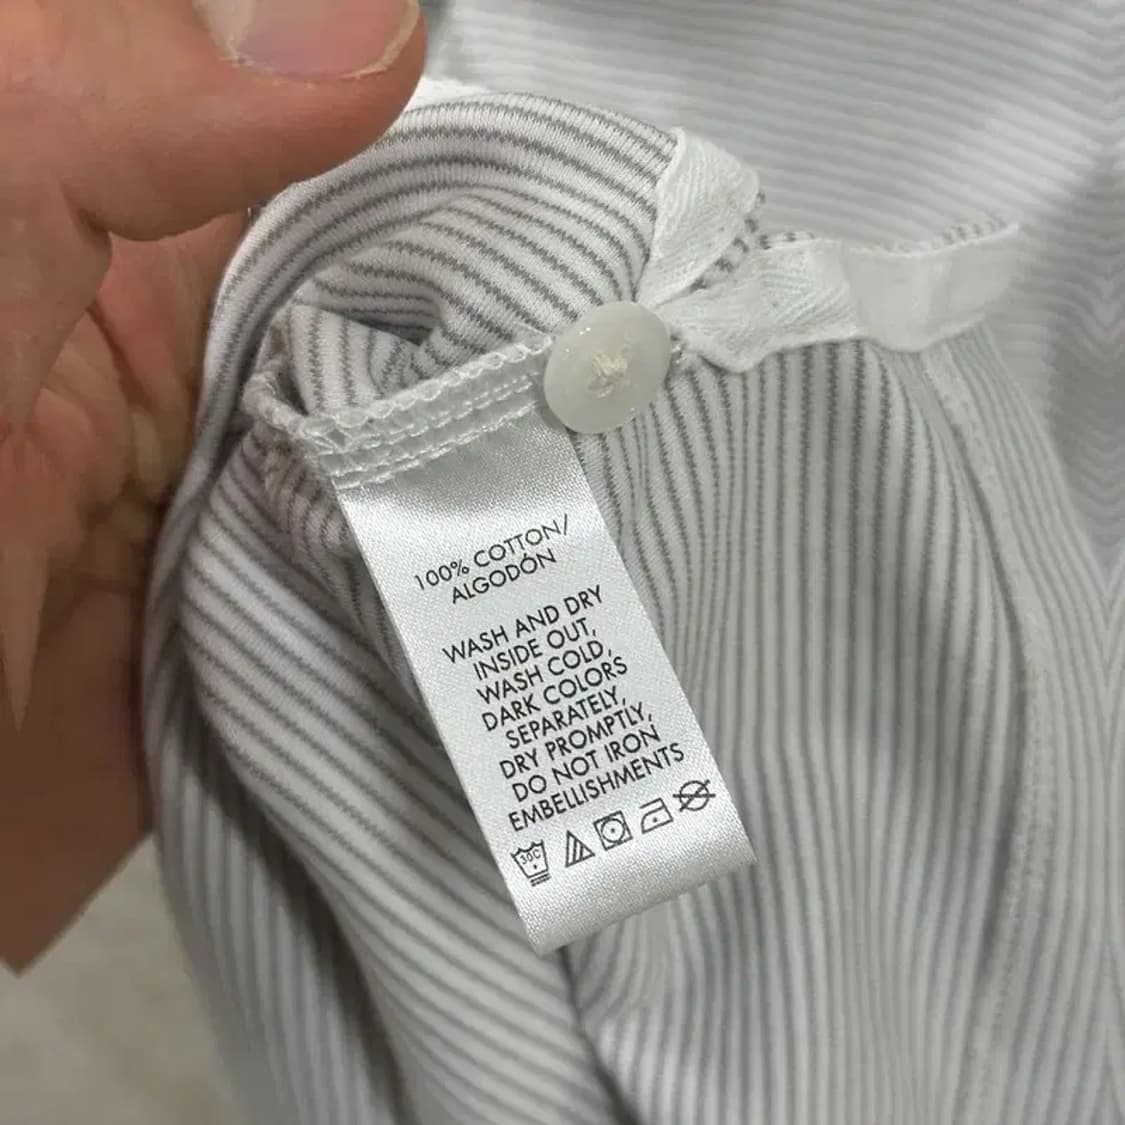 100% COTTON/
ALGODÓN
WASH AND DRY
INSIDE OUT,
WASH COLD,
DARK COLORS
SEPARATELY,
DRY PROMPTLY,
DO NOT IRON
EMBELLISHMENTS
30C